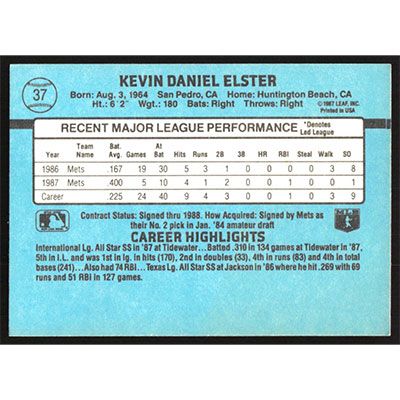 37
KEVIN DANIEL ELSTER
Born: Aug. 3, 1964 San Pedro, CA Home: Huntington Beach, CA
Ht.: 6'2" Wgt.: 180 Bats: Right Throws: Right
© 1987 LEAF, INC.
Printed in USA
RECENT MAJOR LEAGUE PERFORMANCE *Denotes Led League
Year Team Name Bat. Avg. Games At Bat Hits Runs 2B 3B HR RBI Steal Walk SO
1986 Mets .167 19 30 5 3 1 0 0 0 0 3 8
1987 Mets .400 5 10 4 1 2 0 0 1 0 0 1
Career .225 24 40 9 4 3 0 0 1 0 3 9
Contract Status: Signed thru 1988. How Acquired: Signed by Mets as
their No. 2 pick in Jan. '84 amateur draft
CAREER HIGHLIGHTS
International Lg. All Star SS in '87 at Tidewater...Batted .310 in 134 games at Tidewater in '87,
5th in I.L. and was 1st in lg. in hits (170), 2nd in doubles (33), 4th in runs (83) and 4th in total
bases (241)...Also had 74 RBI...Texas Lg. All Star SS at Jackson in '86 where he hit .269 with 69
runs and 51 RBI in 127 games.